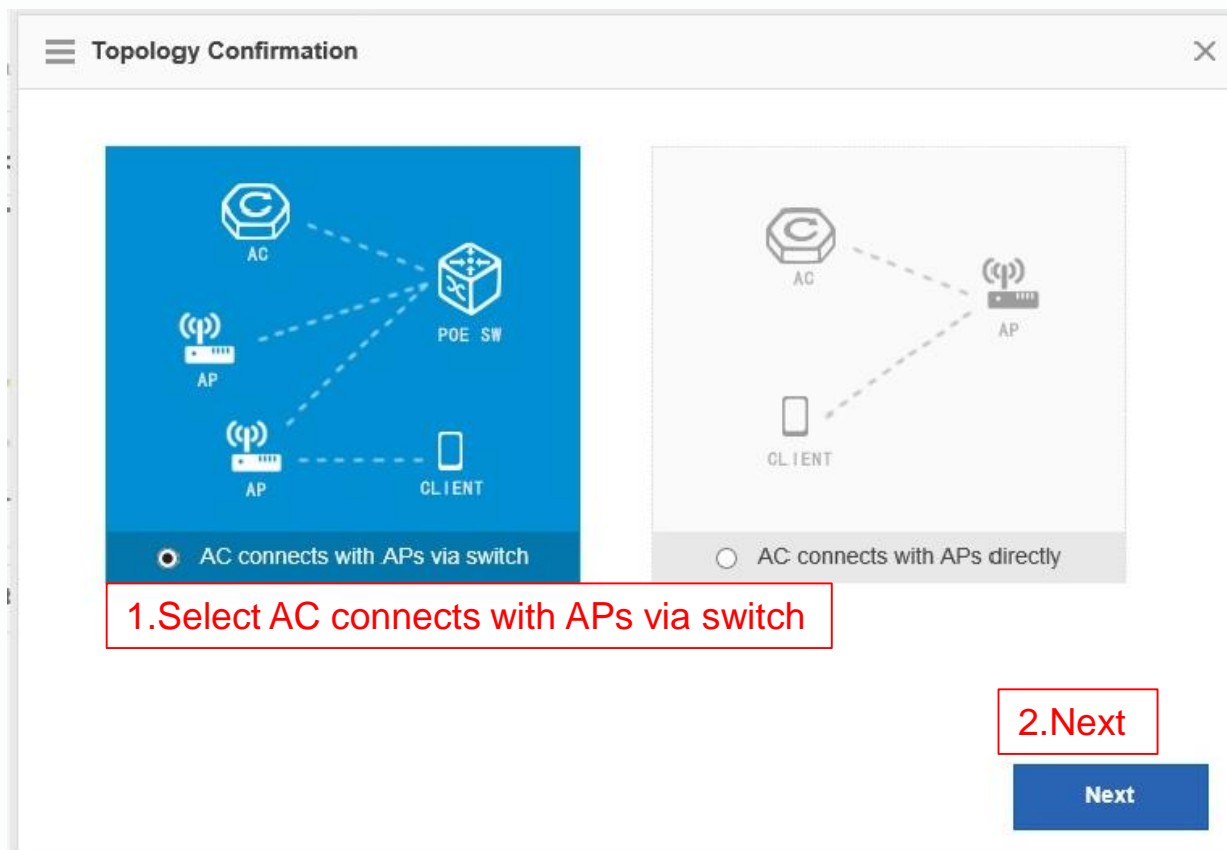 Topology Confirmation
AC
POE SW
AP
AP
CLIENT
AC connects with APs via switch
AC
AP
CLIENT
AC connects with APs directly
1.Select AC connects with APs via switch
2.Next
Next